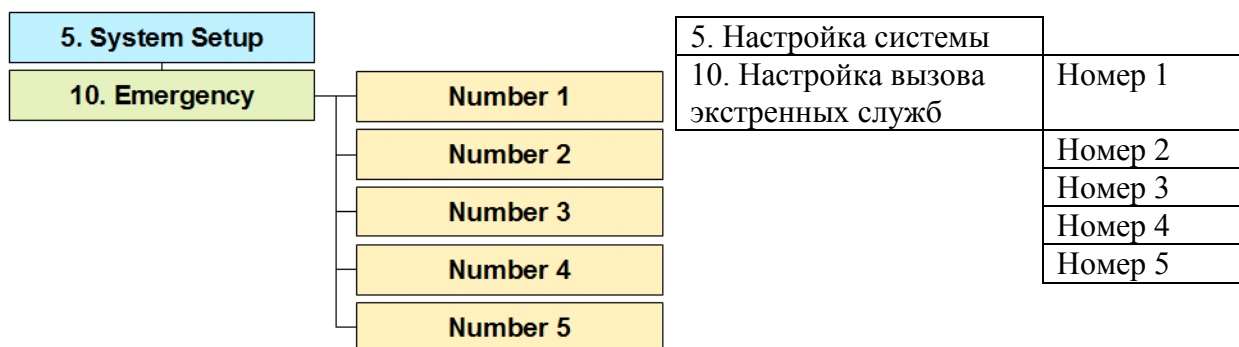 5. System Setup
10. Emergency
Number 1
Number 2
Number 3
Number 4
Number 5
5. Настройка системы
10. Настройка вызова
экстренных служб
Номер 1
Номер 2
Номер 3
Номер 4
Номер 5